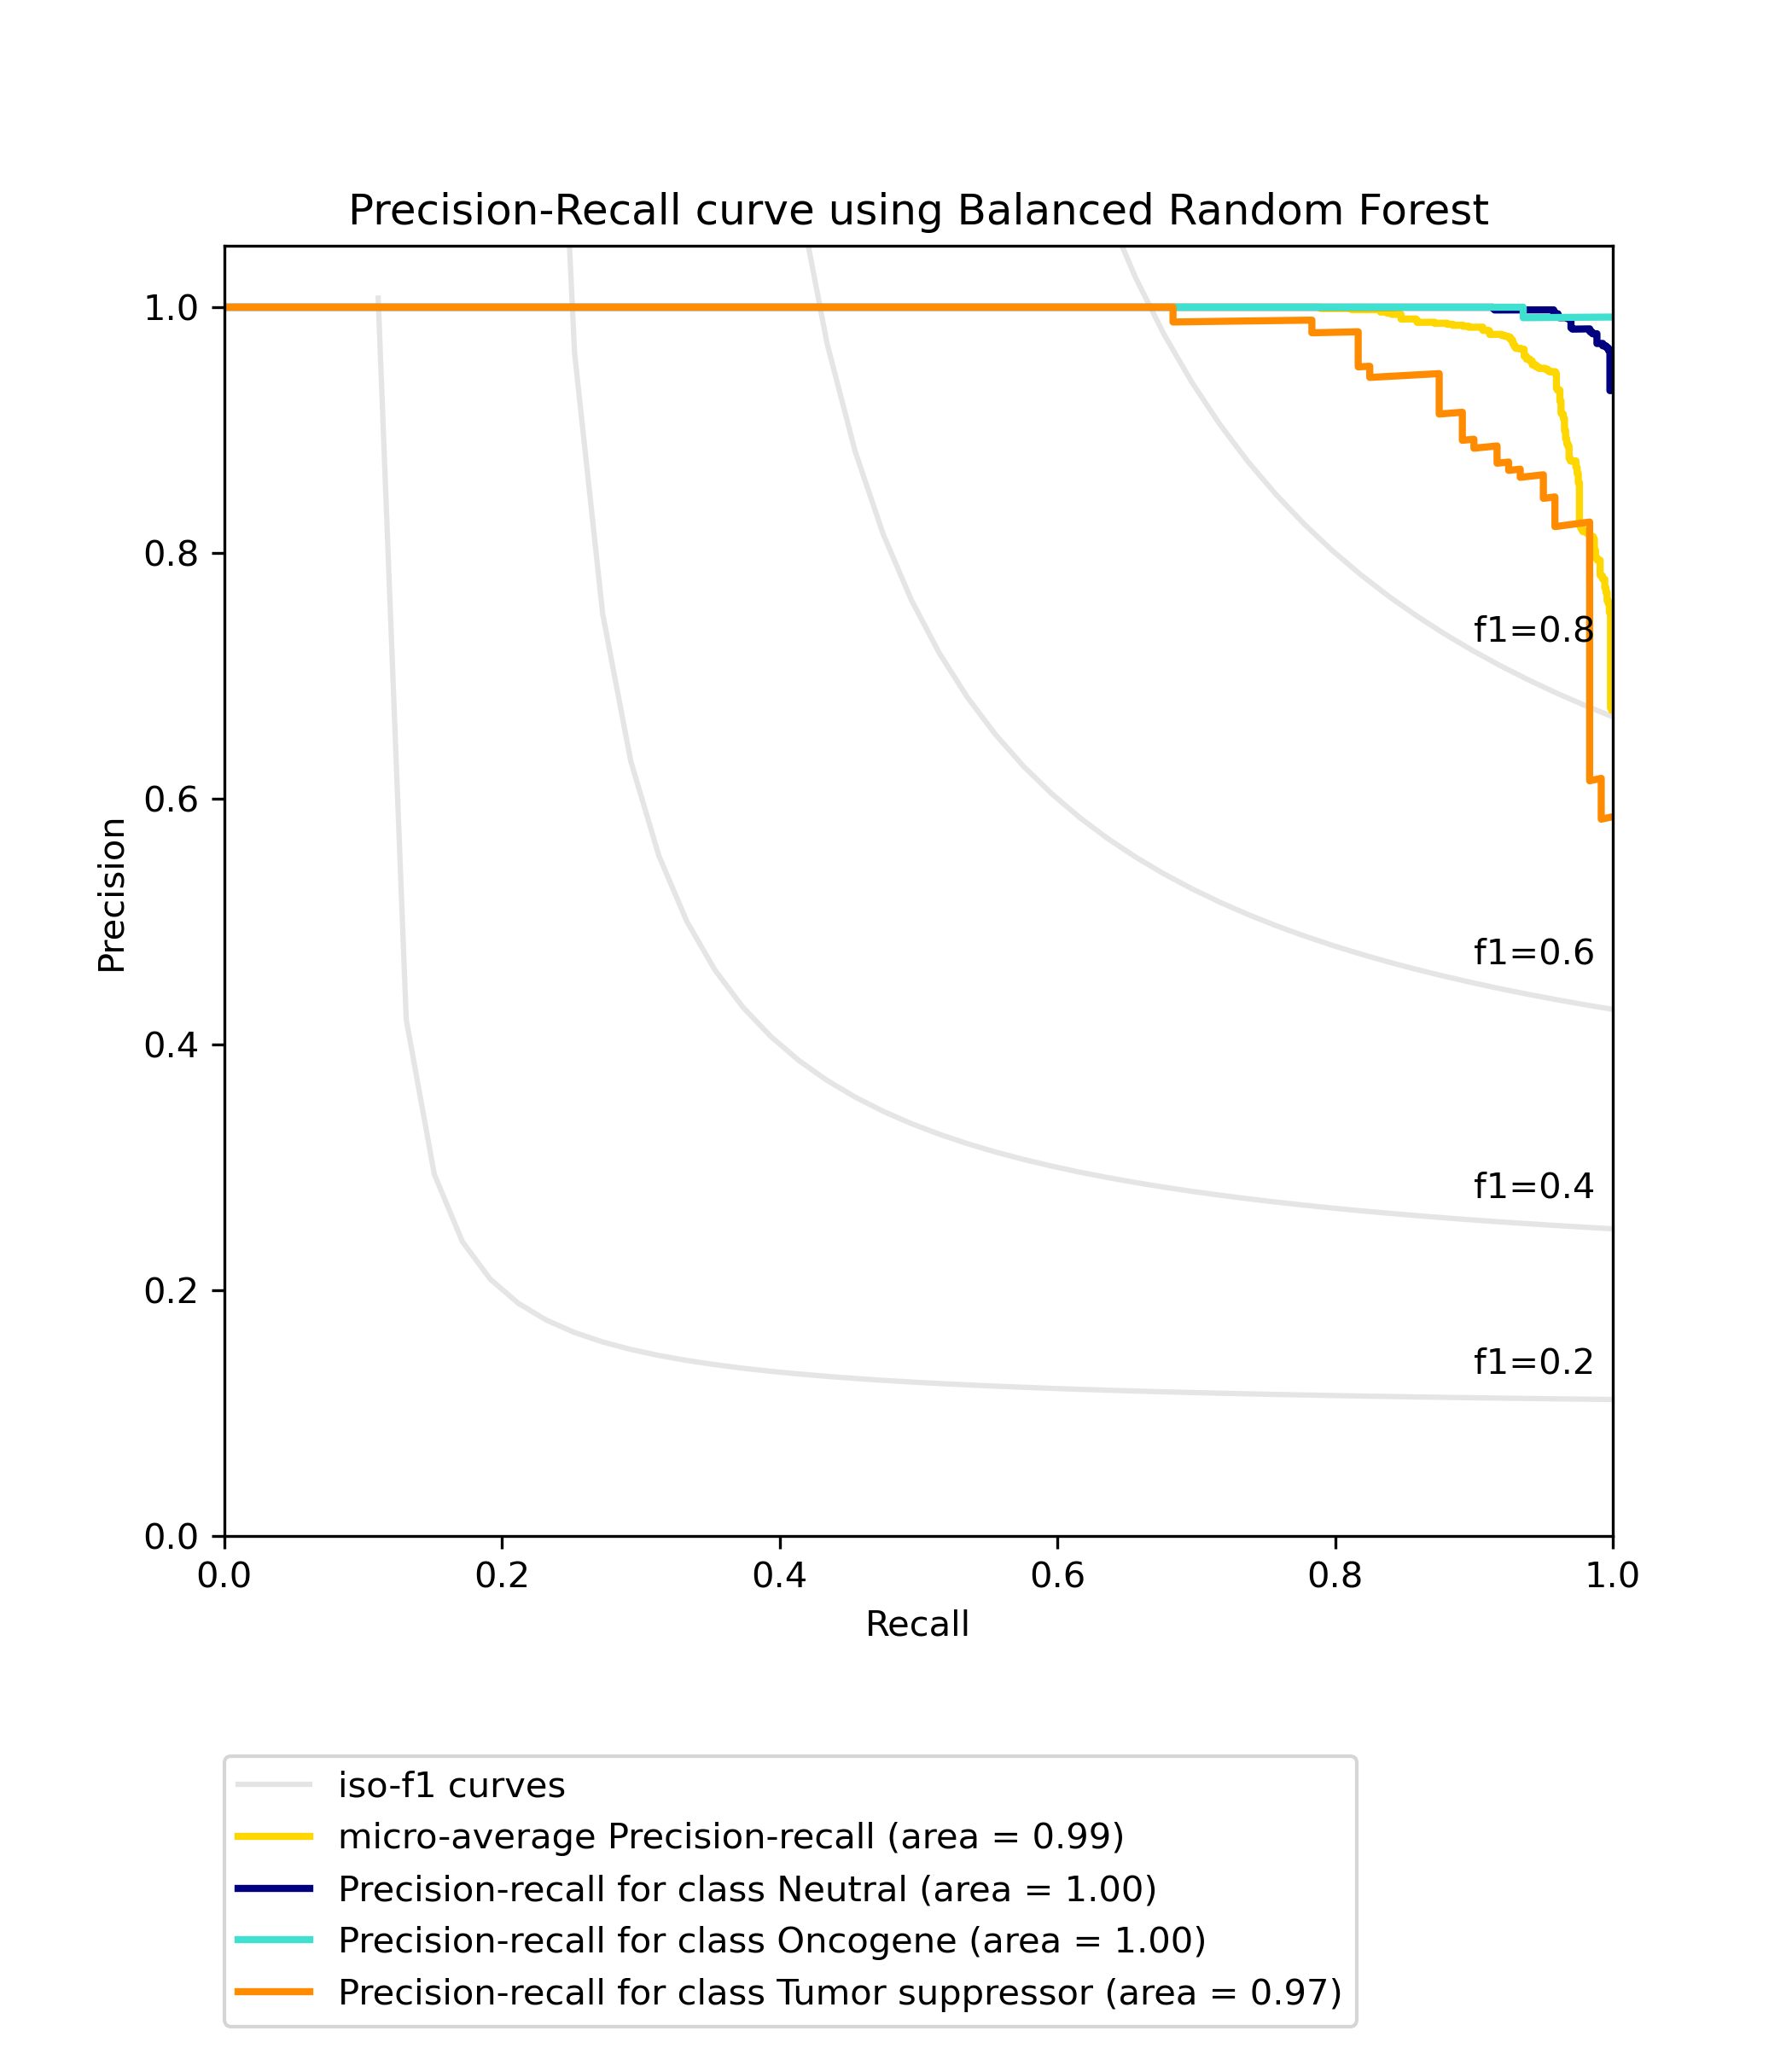 Precision-Recall curve using Balanced Random Forest
1.0
0.8
0.6
0.4
0.2
0.0
Precision
f1=0.8
f1=0.6
f1=0.4
f1=0.2
0.0 0.2 0.4 0.6 0.8 1.0
Recall
iso-f1 curves
micro-average Precision-recall (area = 0.99)
Precision-recall for class Neutral (area = 1.00)
Precision-recall for class Oncogene (area = 1.00)
Precision-recall for class Tumor suppressor (area = 0.97)